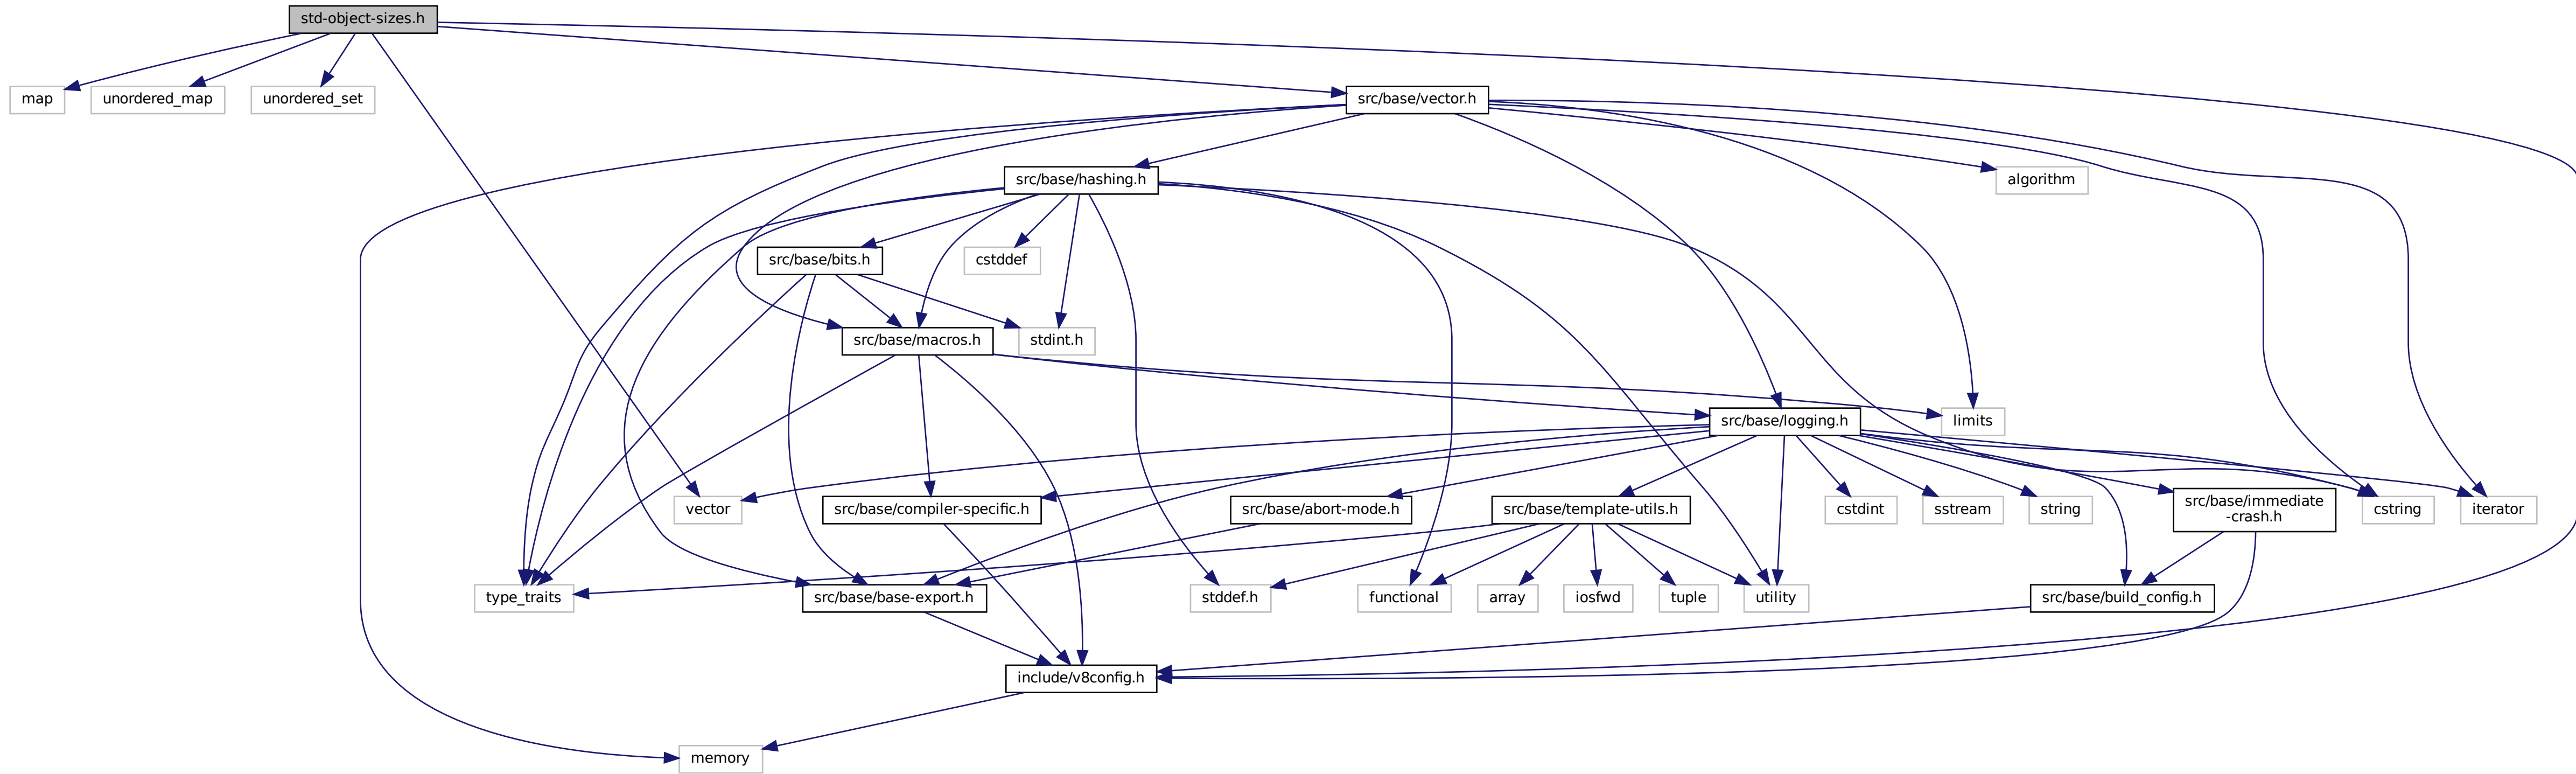 std-object-sizes.h
map
unordered_map
unordered_set
src/base/vector.h
src/base/hashing.h
algorithm
src/base/bits.h
cstddef
src/base/macros.h
stdint.h
src/base/logging.h
limits
vector
src/base/compiler-specific.h
src/base/abort-mode.h
src/base/template-utils.h
cstdint
sstream
string
src/base/immediate
-crash.h
cstring
iterator
type_traits
src/base/base-export.h
stddef.h
functional
array
iosfwd
tuple
utility
src/base/build_config.h
include/v8config.h
memory